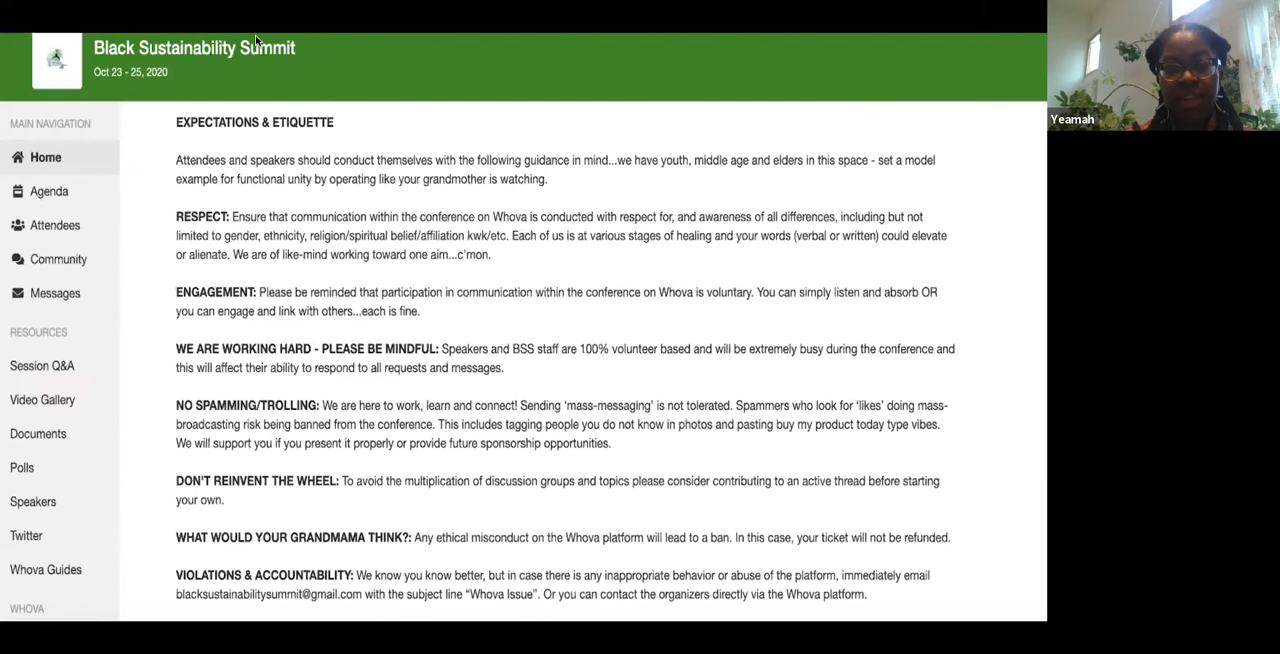 Black Sustainability Summit
Oct 23 - 25, 2020
Yeamah
MAIN NAVIGATION
Home
Agenda
Attendees
Community
Messages
RESOURCES
Session Q&A
Video Gallery
Documents
Polls
Speakers
Twitter
Whova Guides
WHOVA
EXPECTATIONS & ETIQUETTE
Attendees and speakers should conduct themselves with the following guidance in mind...we have youth, middle age and elders in this space - set a model
example for functional unity by operating like your grandmother is watching.
RESPECT: Ensure that communication within the conference on Whova is conducted with respect for, and awareness of all differences, including but not
limited to gender, ethnicity, religion/spiritual belief/affiliation kwk/etc. Each of us is at various stages of healing and your words (verbal or written) could elevate
or alienate. We are of like-mind working toward one aim...c'mon.
ENGAGEMENT: Please be reminded that participation in communication within the conference on Whova is voluntary. You can simply listen and absorb OR
you can engage and link with others...each is fine.
WE ARE WORKING HARD - PLEASE BE MINDFUL: Speakers and BSS staff are 100% volunteer based and will be extremely busy during the conference and
this will affect their ability to respond to all requests and messages.
NO SPAMMING/TROLLING: We are here to work, learn and connect! Sending ‘mass-messaging’ is not tolerated. Spammers who look for ‘likes’ doing mass-
broadcasting risk being banned from the conference. This includes tagging people you do not know in photos and pasting buy my product today type vibes.
We will support you if you present it properly or provide future sponsorship opportunities.
DON'T REINVENT THE WHEEL: To avoid the multiplication of discussion groups and topics please consider contributing to an active thread before starting
your own.
WHAT WOULD YOUR GRANDMAMA THINK?: Any ethical misconduct on the Whova platform will lead to a ban. In this case, your ticket will not be refunded.
VIOLATIONS & ACCOUNTABILITY: We know you know better, but in case there is any inappropriate behavior or abuse of the platform, immediately email
blacksustainabilitysummit@gmail.com with the subject line “Whova Issue”. Or you can contact the organizers directly via the Whova platform.